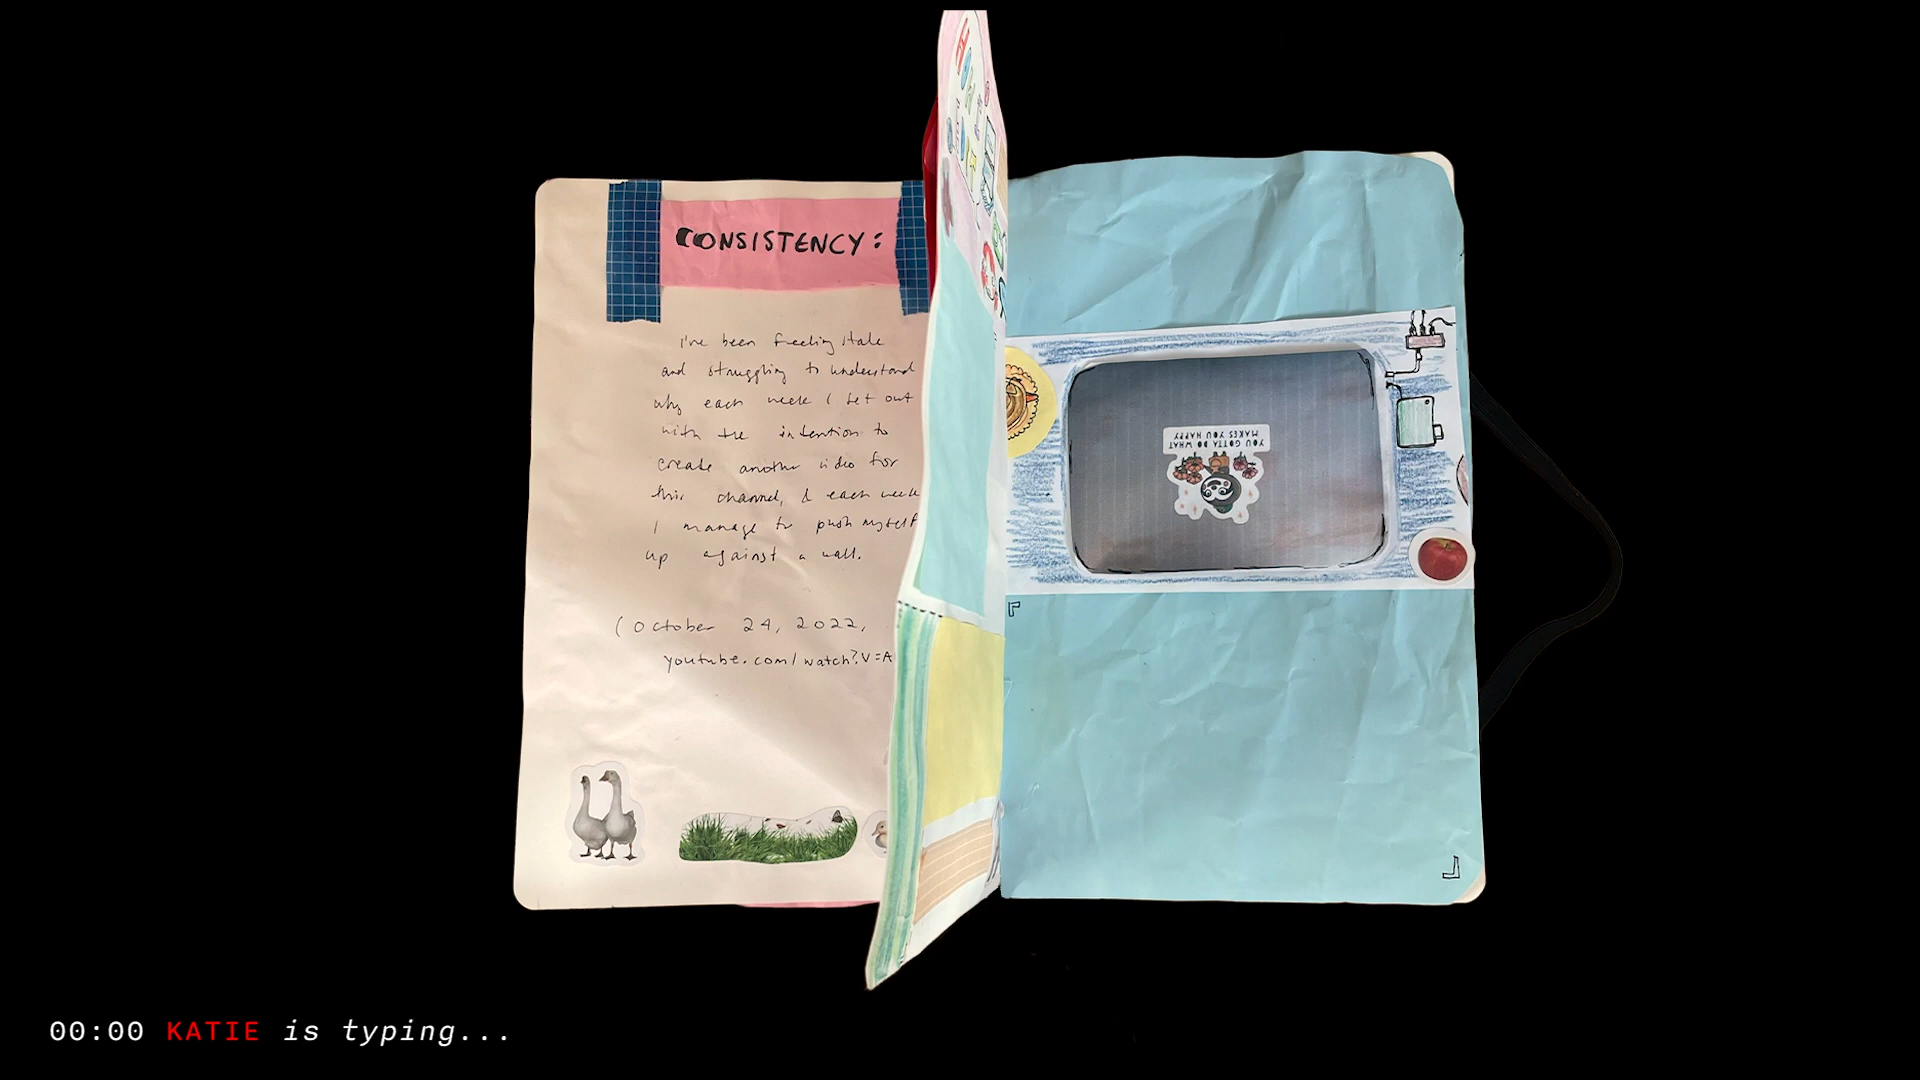 CONSISTENCY:
i've been feeling stale
and struggling to understand
why each week I set out
with the intention to
create another video for
this channel, & each week
I manage to push myself
up against a wall.
(October 24, 2022,
youtube.com/watch?v=A
YOU GOTTA DO WHAT
MAKES YOU HAPPY
00:00 KATIE is typing...